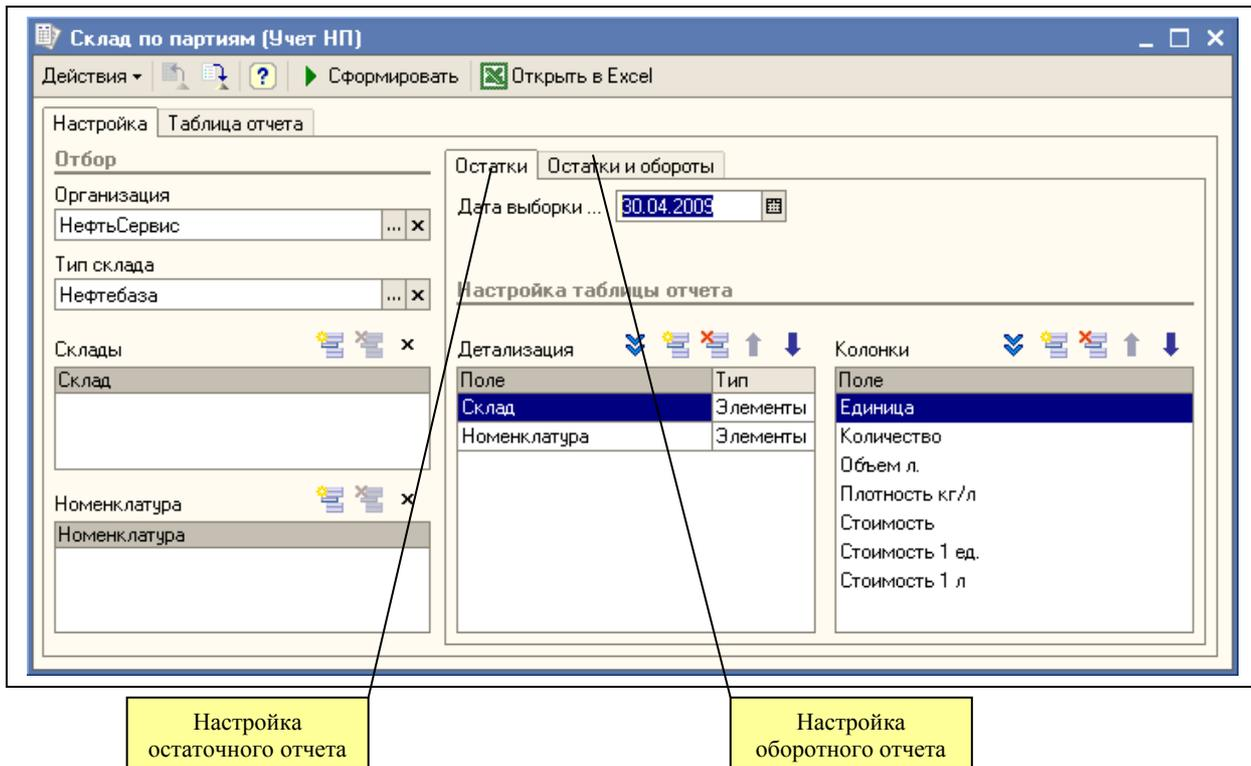 Склад по партиям (Учет НП)
Действия Сформировать Открыть в Excel
Настройка Таблица отчета
Отбор
Организация
НефтьСервис
Тип склада
Нефтебаза
Склады
Склад
Номенклатура
Номенклатура
Остатки Остатки и обороты
Дата выборки ... 30.04.2009
Настройка таблицы отчета
Детализация
Поле Тип
Склад Элементы
Номенклатура Элементы
Колонки
Поле
Единица
Количество
Объем л.
Плотность кг/л
Стоимость
Стоимость 1 ед.
Стоимость 1 л
Настройка
остаточного отчета
Настройка
оборотного отчета